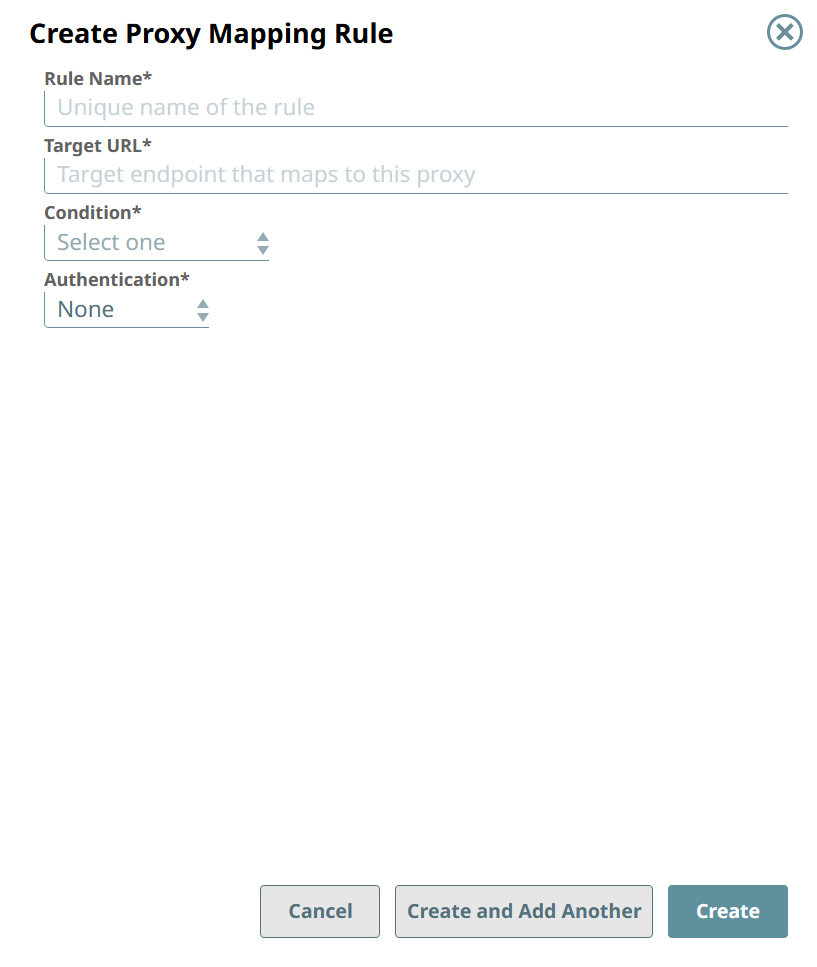 Create Proxy Mapping Rule
Rule Name*
Unique name of the rule
Target URL*
Target endpoint that maps to this proxy
Condition*
Select one
Authentication*
None
Cancel
Create and Add Another
Create